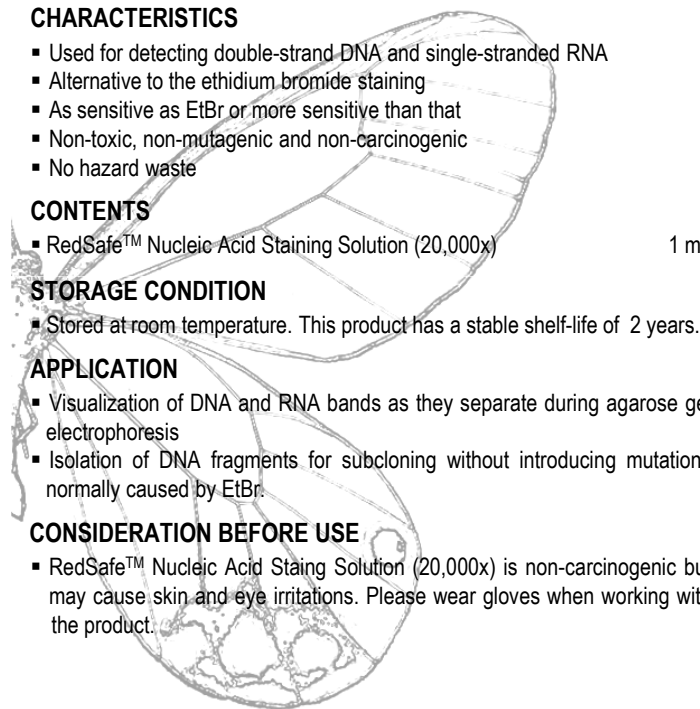 CHARACTERISTICS
▪ Used for detecting double-strand DNA and single-stranded RNA
▪ Alternative to the ethidium bromide staining
▪ As sensitive as EtBr or more sensitive than that
▪ Non-toxic, non-mutagenic and non-carcinogenic
▪ No hazard waste
CONTENTS
▪ RedSafe™ Nucleic Acid Staining Solution (20,000x) 1 m
STORAGE CONDITION
▪ Stored at room temperature. This product has a stable shelf-life of 2 years.
APPLICATION
▪ Visualization of DNA and RNA bands as they separate during agarose ge
electrophoresis
▪ Isolation of DNA fragments for subcloning without introducing mutation
normally caused by EtBr.
CONSIDERATION BEFORE USE
▪ RedSafe™ Nucleic Acid Staing Solution (20,000x) is non-carcinogenic bu
may cause skin and eye irritations. Please wear gloves when working wit
the product.